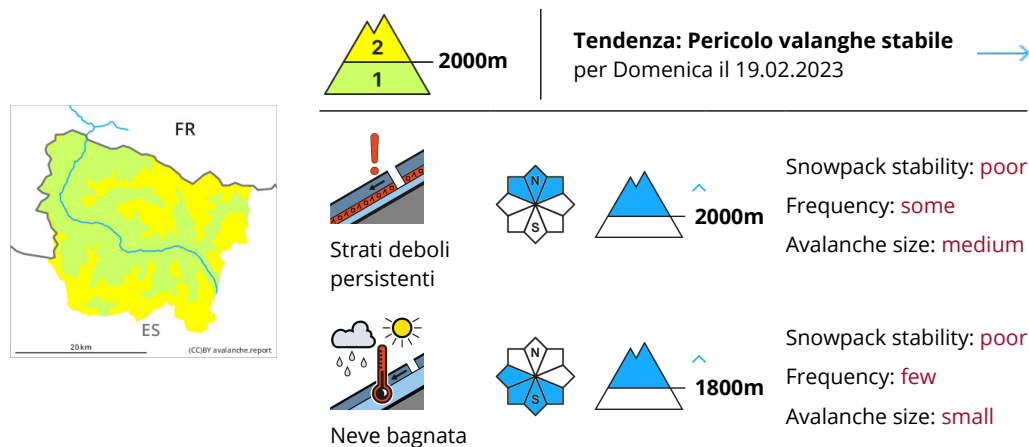 2
1
2000m
Tendenza: Pericolo valanghe stabile
per Domenica il 19.02.2023
FR
ES
20 km
(CC)BY avalanche.report
Strati deboli
persistenti
N
S
2000m
Snowpack stability: poor
Frequency: some
Avalanche size: medium
Neve bagnata
N
S
1800m
Snowpack stability: poor
Frequency: few
Avalanche size: small